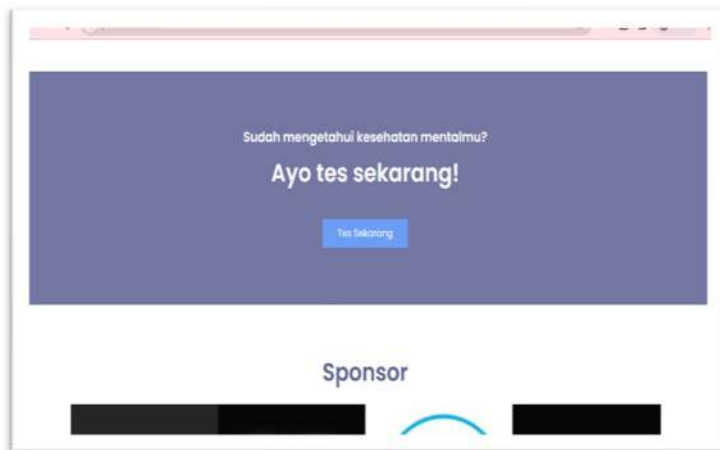 Sudah mengetahui kesehatan mentalmu?
Ayo tes sekarang!
Tes Sekarang
Sponsor